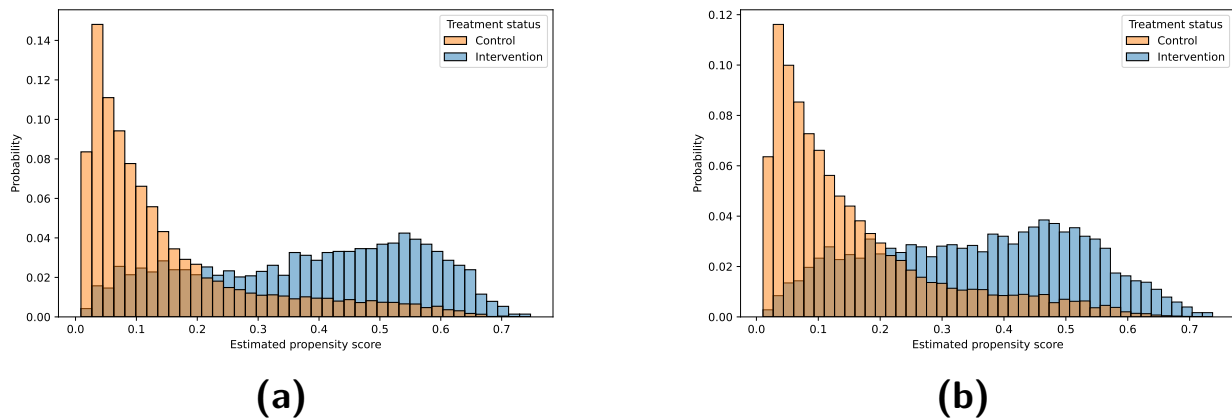 Treatment status
Control
Intervention
Probability
0.14
0.12
0.10
0.08
0.06
0.04
0.02
0.00
0.0 0.1 0.2 0.3 0.4 0.5 0.6 0.7
Estimated propensity score
(a)
Treatment status
Control
Intervention
Probability
0.12
0.10
0.08
0.06
0.04
0.02
0.00
0.0 0.1 0.2 0.3 0.4 0.5 0.6 0.7
Estimated propensity score
(b)